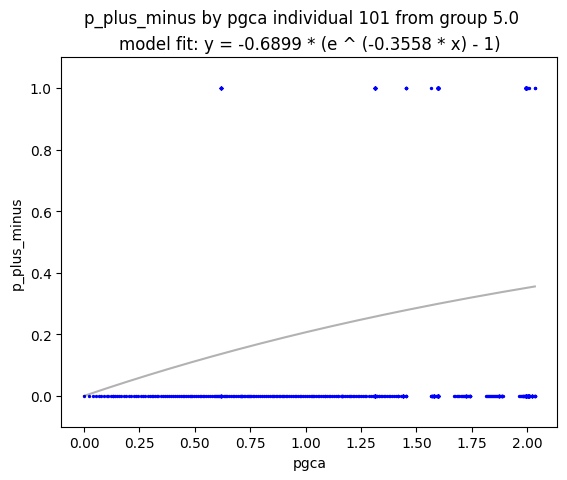 p_plus_minus by pgca individual 101 from group 5.0
model fit: y = -0.6899 * (e ^ (-0.3558 * x) - 1)
1.0
0.8
0.6
0.4
0.2
0.0
p_plus_minus
0.00 0.25 0.50 0.75 1.00 1.25 1.50 1.75 2.00
pgca